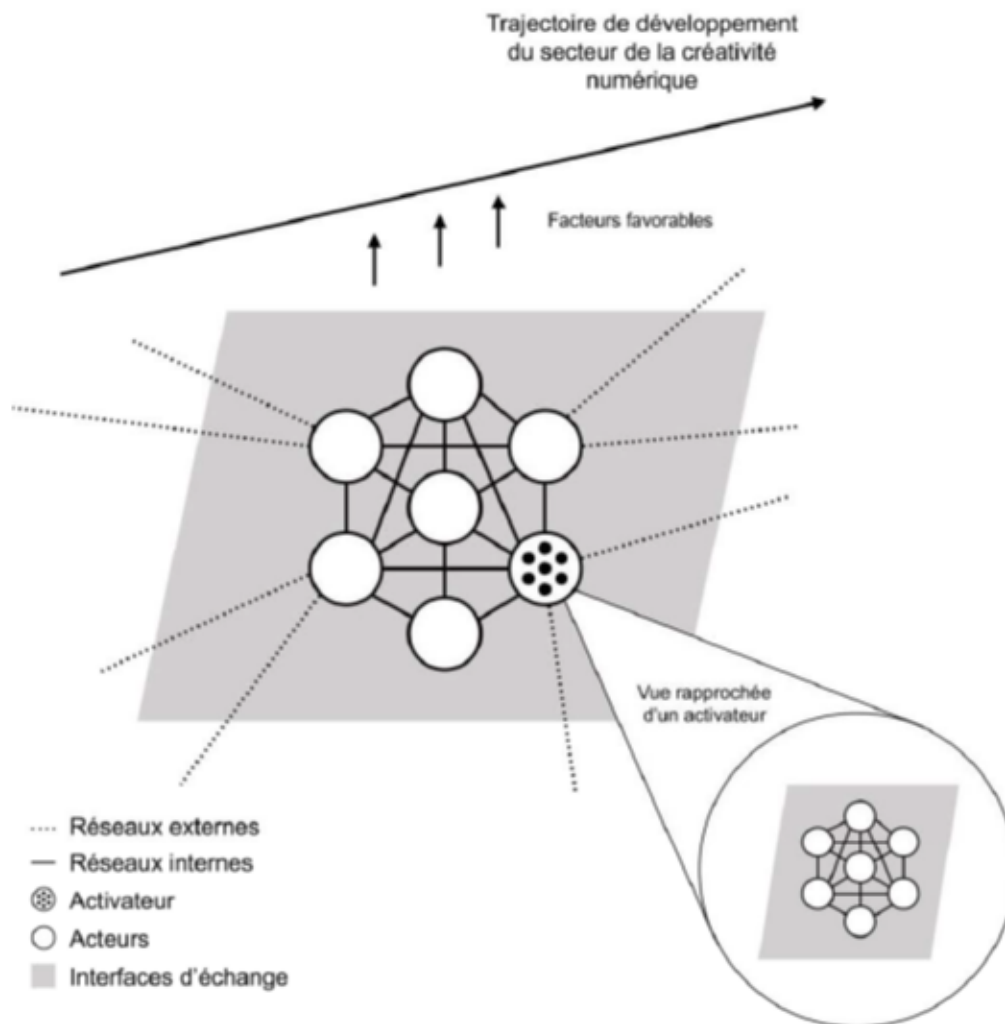 Trajectoire de développement
du secteur de la créativité
numérique
Facteurs favorables
Vue rapprochée
d'un activateur
Réseaux externes
Réseaux internes
Activateur
Acteurs
Interfaces d'échange